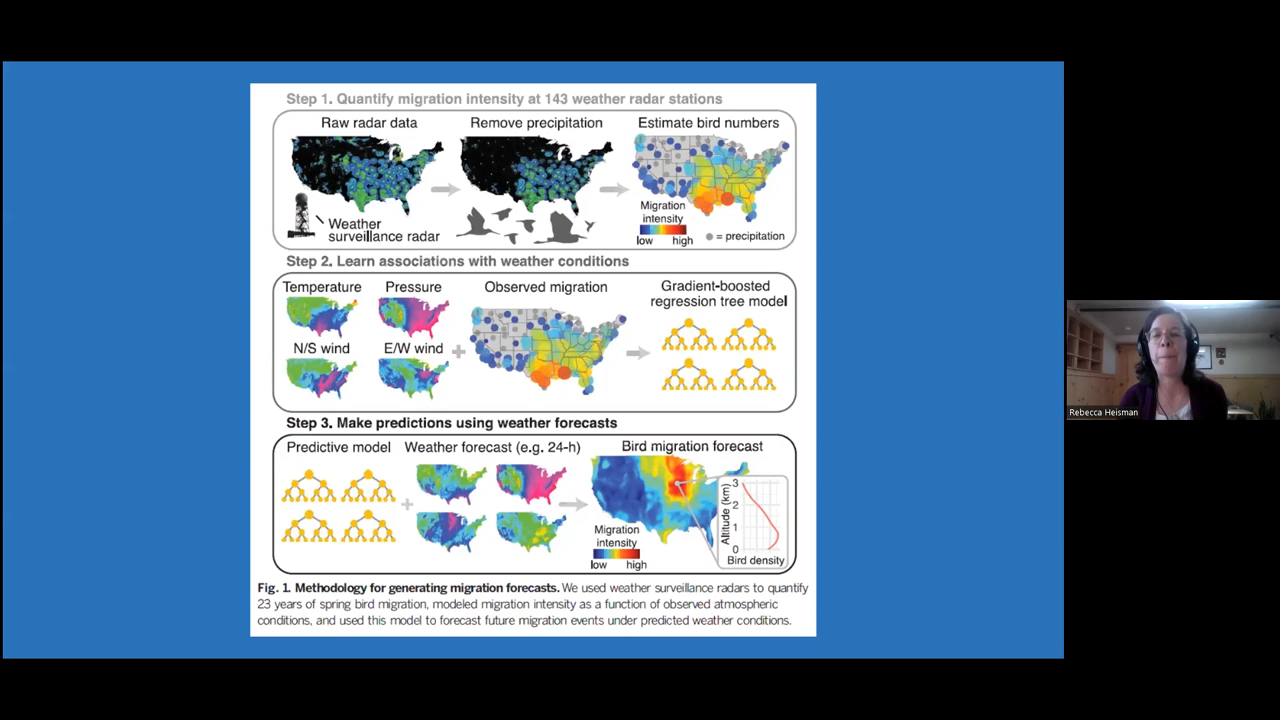 Step 1. Quantify migration intensity at 143 weather radar stations
Raw radar data
Remove precipitation
Estimate bird numbers
Weather
surveillance radar
Migration
intensity
low high
= precipitation
Step 2. Learn associations with weather conditions
Temperature
Pressure
Observed migration
Gradient-boosted
regression tree model
N/S wind
E/W wind
Step 3. Make predictions using weather forecasts
Predictive model
Weather forecast (e.g. 24-h)
Bird migration forecast
Migration
intensity
low high
Altitude (km)
3
2
1
0
Bird density
Fig. 1. Methodology for generating migration forecasts. We used weather surveillance radars to quantify
23 years of spring bird migration, modeled migration intensity as a function of observed atmospheric
conditions, and used this model to forecast future migration events under predicted weather conditions.
Rebecca Heisman